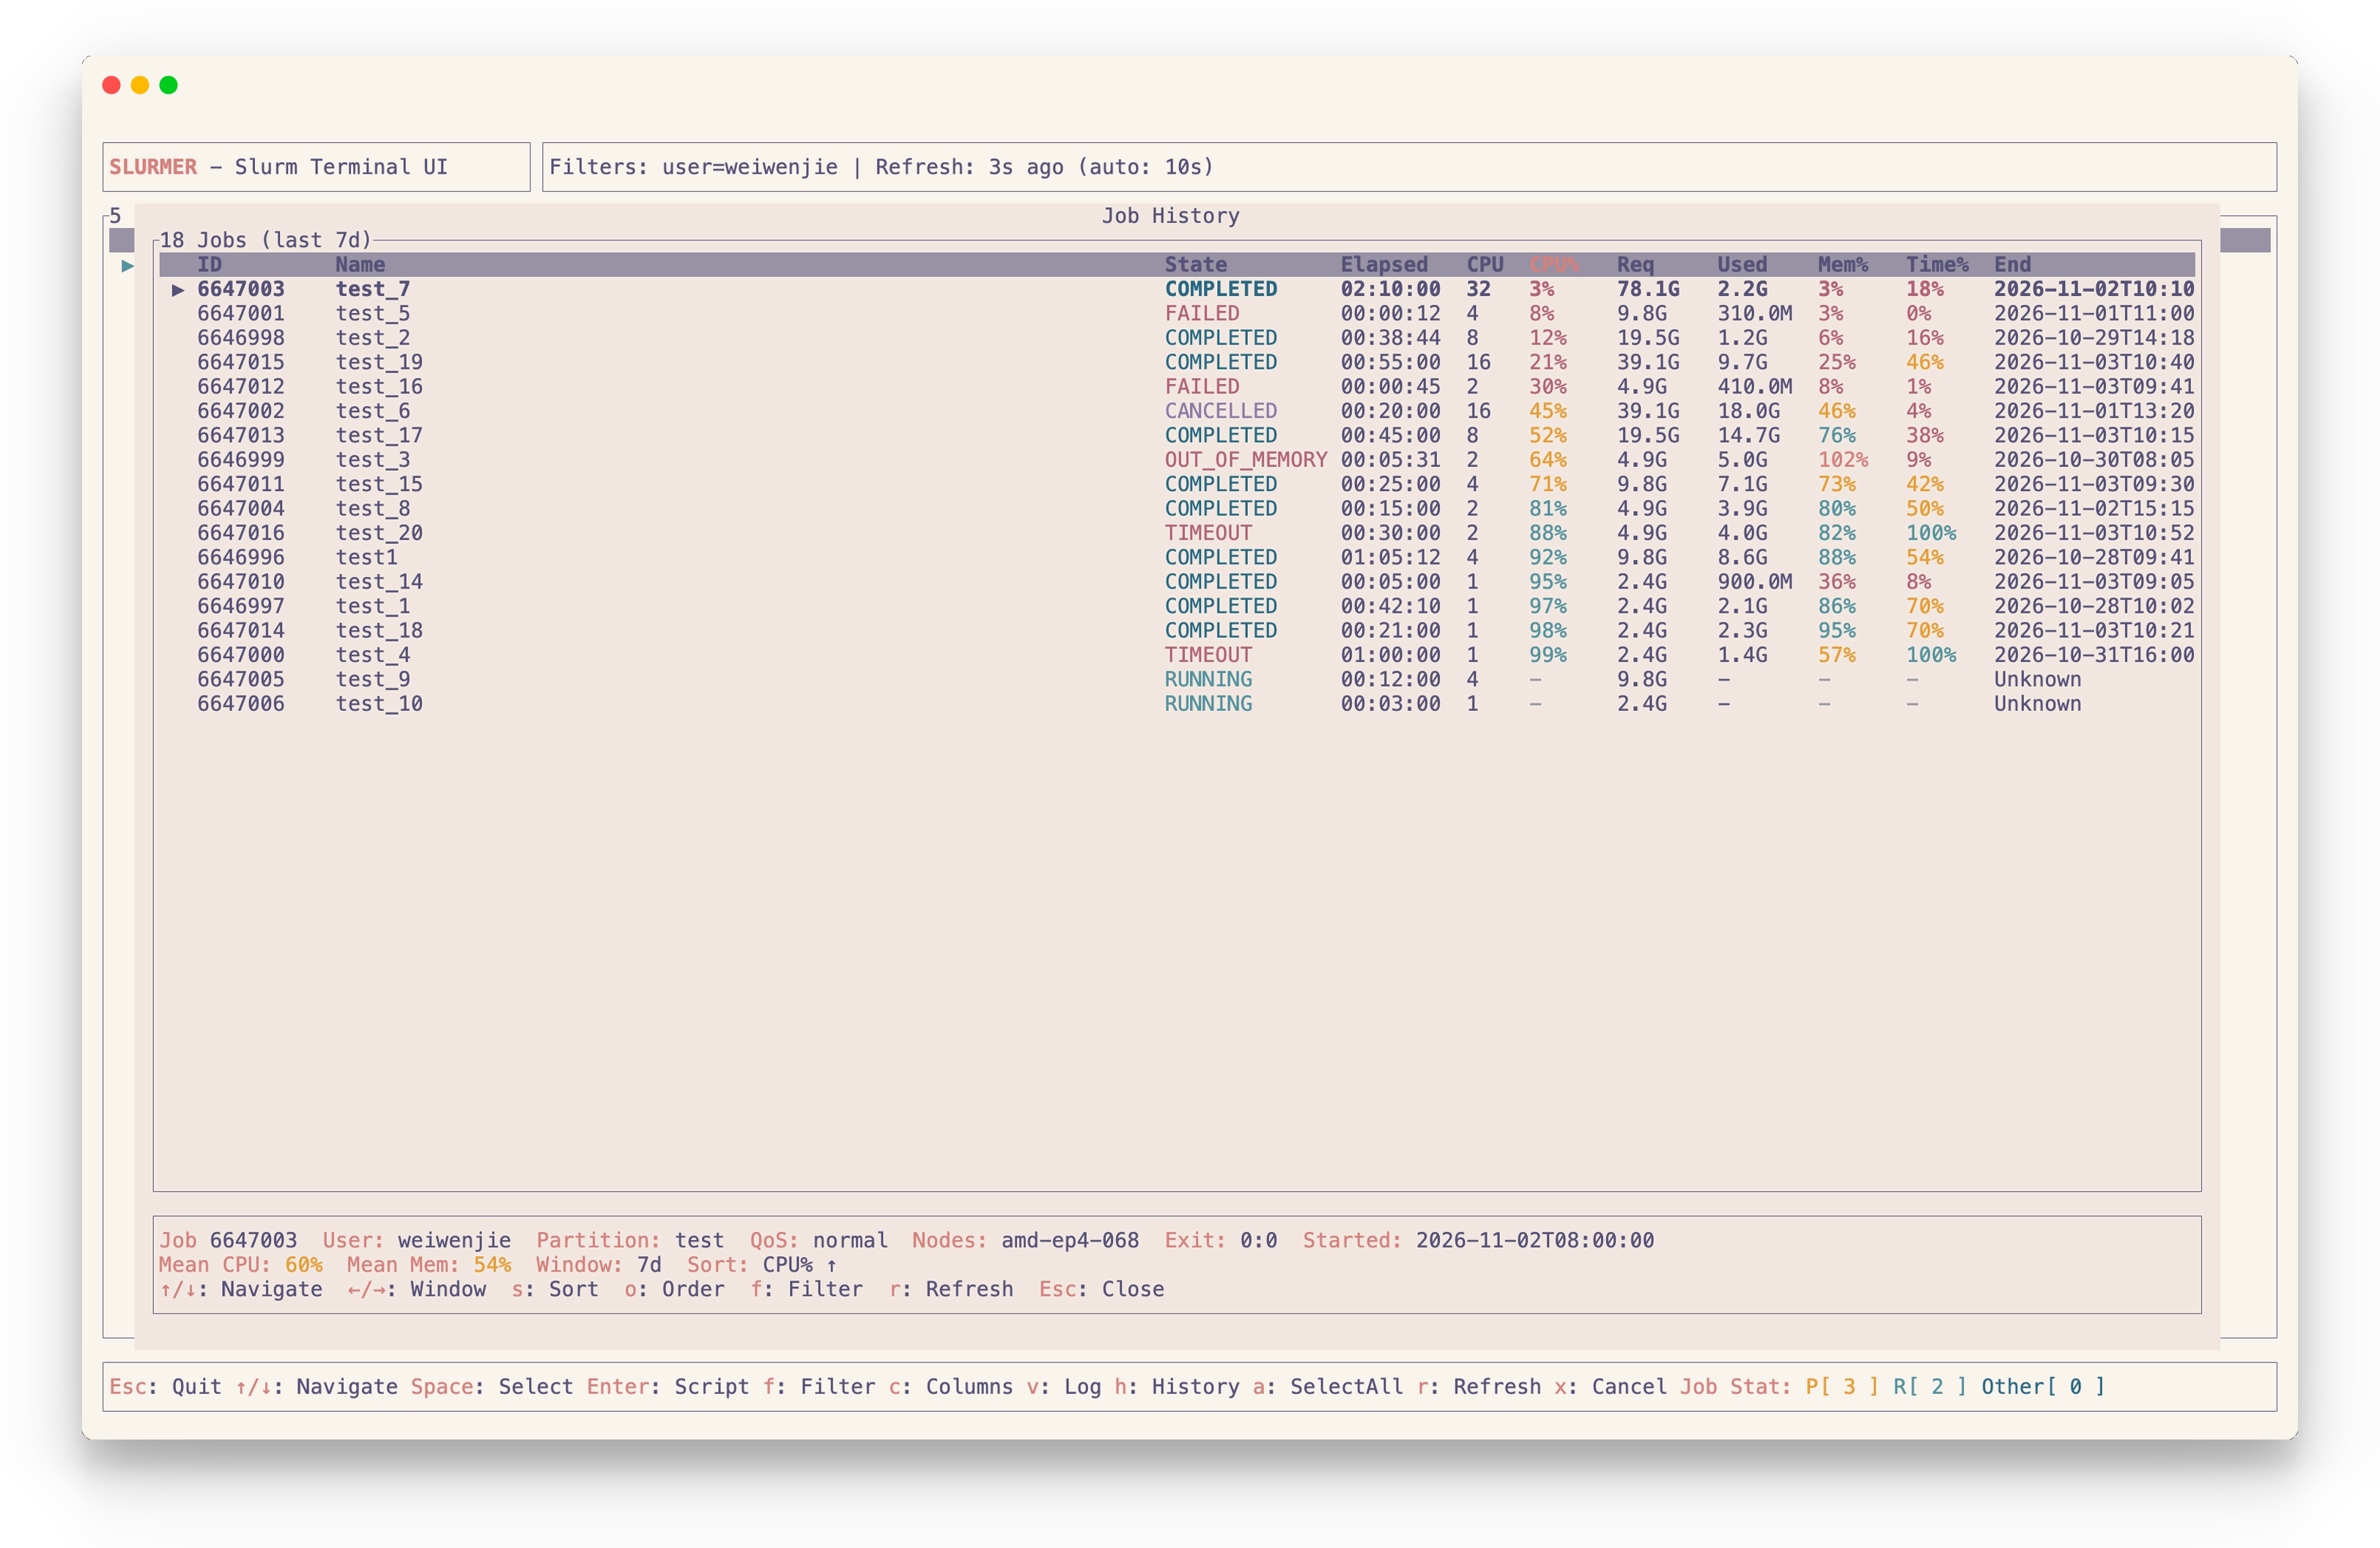 SLURMER – Slurm Terminal UI
Filters: user=weiwenjie | Refresh: 3s ago (auto: 10s)
5
Job History
18 Jobs (last 7d)
ID Name State Elapsed CPU CPU% Req Used Mem% Time% End
▶ 6647003 test_7 COMPLETED 02:10:00 32 3% 78.1G 2.2G 3% 18% 2026-11-02T10:10
6647001 test_5 FAILED 00:00:12 4 8% 9.8G 310.0M 3% 0% 2026-11-01T11:00
6646998 test_2 COMPLETED 00:38:44 8 12% 19.5G 1.2G 6% 16% 2026-10-29T14:18
6647015 test_19 COMPLETED 00:55:00 16 21% 39.1G 9.7G 25% 46% 2026-11-03T10:40
6647012 test_16 FAILED 00:00:45 2 30% 4.9G 410.0M 8% 1% 2026-11-03T09:41
6647002 test_6 CANCELLED 00:20:00 16 45% 39.1G 18.0G 46% 4% 2026-11-01T13:20
6647013 test_17 COMPLETED 00:45:00 8 52% 19.5G 14.7G 76% 38% 2026-11-03T10:15
6646999 test_3 OUT_OF_MEMORY 00:05:31 2 64% 4.9G 5.0G 102% 9% 2026-10-30T08:05
6647011 test_15 COMPLETED 00:25:00 4 71% 9.8G 7.1G 73% 42% 2026-11-03T09:30
6647004 test_8 COMPLETED 00:15:00 2 81% 4.9G 3.9G 80% 50% 2026-11-02T15:15
6647016 test_20 TIMEOUT 00:30:00 2 88% 4.9G 4.0G 82% 100% 2026-11-03T10:52
6646996 test1 COMPLETED 01:05:12 4 92% 9.8G 8.6G 88% 54% 2026-10-28T09:41
6647010 test_14 COMPLETED 00:05:00 1 95% 2.4G 900.0M 36% 8% 2026-11-03T09:05
6646997 test_1 COMPLETED 00:42:10 1 97% 2.4G 2.1G 86% 70% 2026-10-28T10:02
6647014 test_18 COMPLETED 00:21:00 1 98% 2.4G 2.3G 95% 70% 2026-11-03T10:21
6647000 test_4 TIMEOUT 01:00:00 1 99% 2.4G 1.4G 57% 100% 2026-10-31T16:00
6647005 test_9 RUNNING 00:12:00 4 - 9.8G - - - Unknown
6647006 test_10 RUNNING 00:03:00 1 - 2.4G - - - Unknown
Job 6647003 User: weiwenjie Partition: test QoS: normal Nodes: amd-ep4-068 Exit: 0:0 Started: 2026-11-02T08:00:00
Mean CPU: 60% Mean Mem: 54% Window: 7d Sort: CPU% ↑
↑/↓: Navigate ←/→: Window s: Sort o: Order f: Filter r: Refresh Esc: Close
Esc: Quit ↑/↓: Navigate Space: Select Enter: Script f: Filter c: Columns v: Log h: History a: SelectAll r: Refresh x: Cancel Job Stat: P[ 3 ] R[ 2 ] Other[ 0 ]